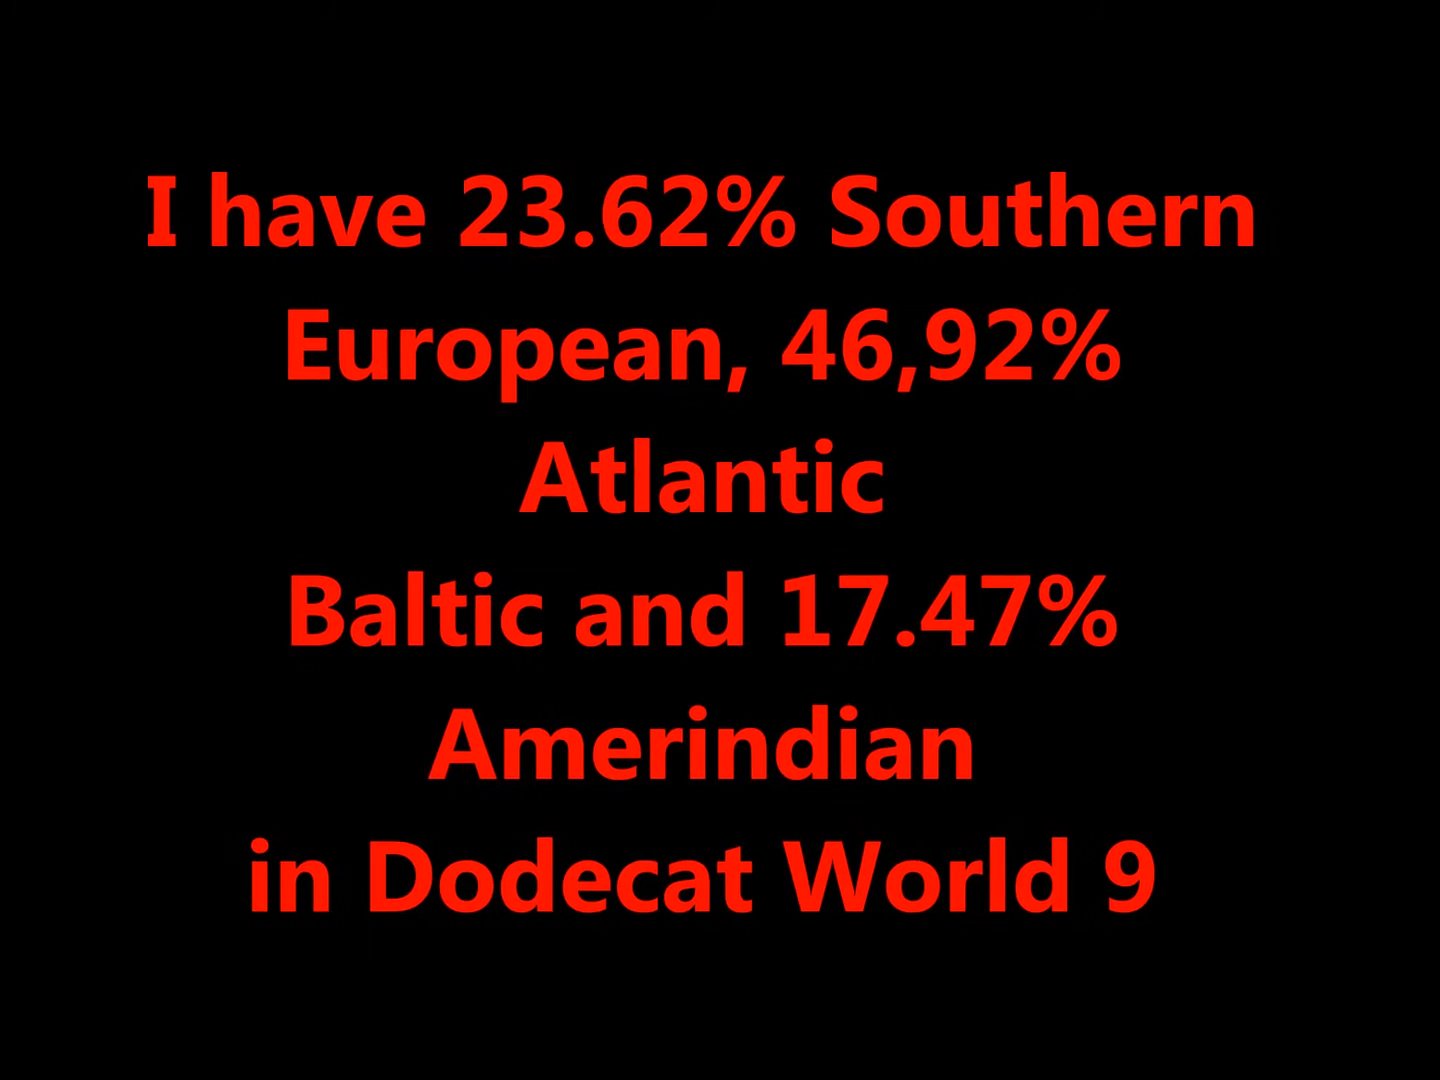 I have 23.62% Southern
European, 46,92%
Atlantic
Baltic and 17.47%
Amerindian
in Dodecat World 9